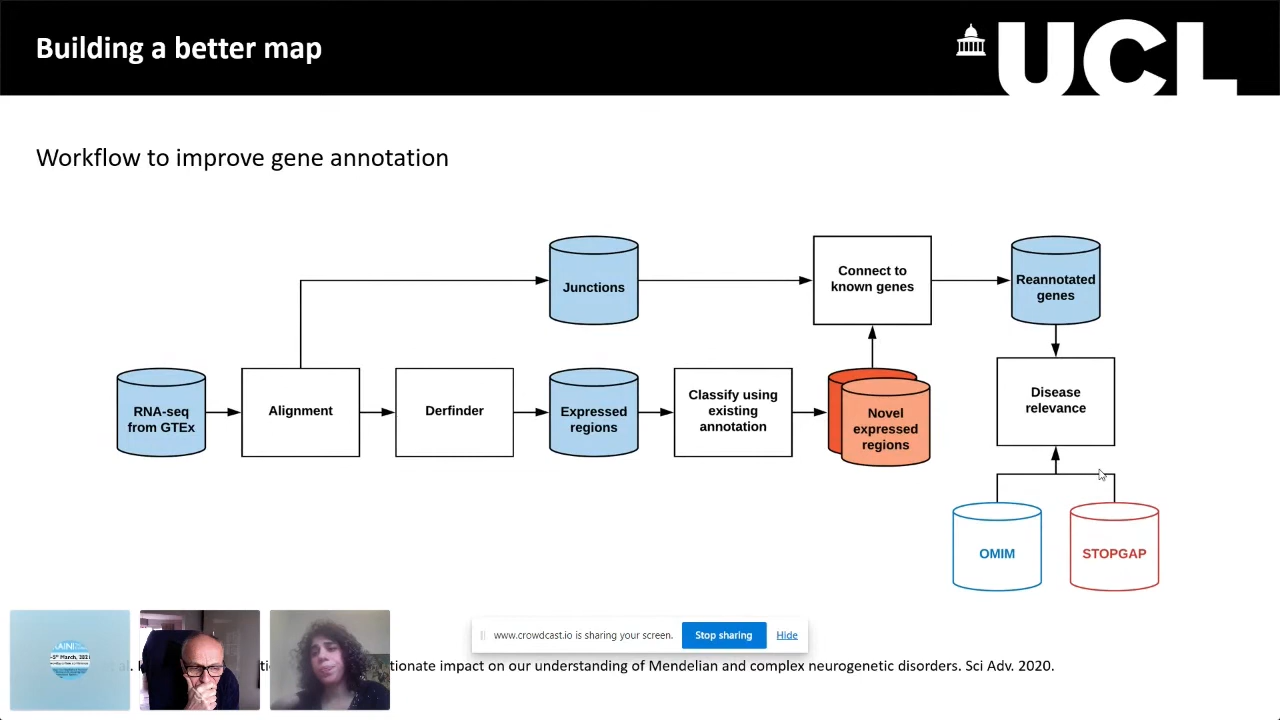 Building a better map
UCL
Workflow to improve gene annotation
Junctions
Connect to
known genes
Reannotated
genes
RNA-seq
from GTEx
Alignment
Derfinder
Expressed
regions
Classify using
existing
annotation
Novel
expressed
regions
Disease
relevance
OMIM
STOPGAP
www.crowdcast.io is sharing your screen.
Stop sharing
Hide
impact on our understanding of Mendelian and complex neurogenetic disorders. Sci Adv. 2020.